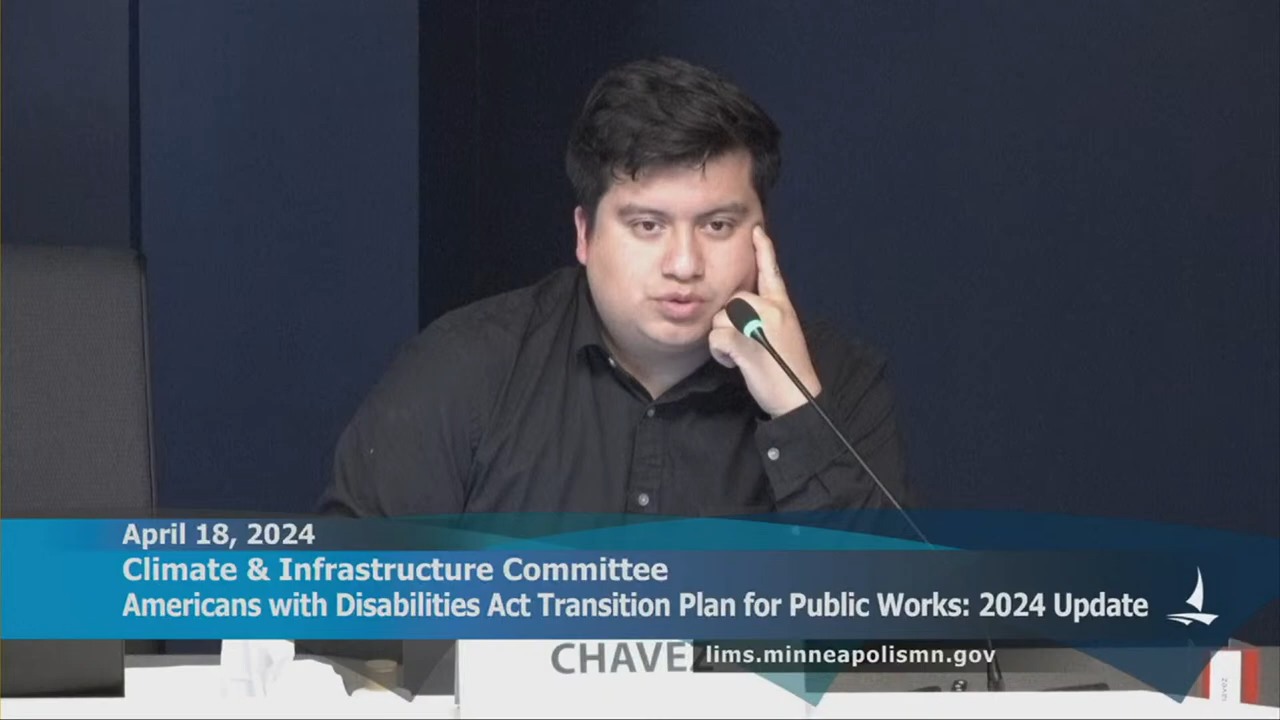 April 18, 2024
Climate & Infrastructure Committee
Americans with Disabilities Act Transition Plan for Public Works: 2024 Update
CHAVEZ
lims.minneapolismn.gov